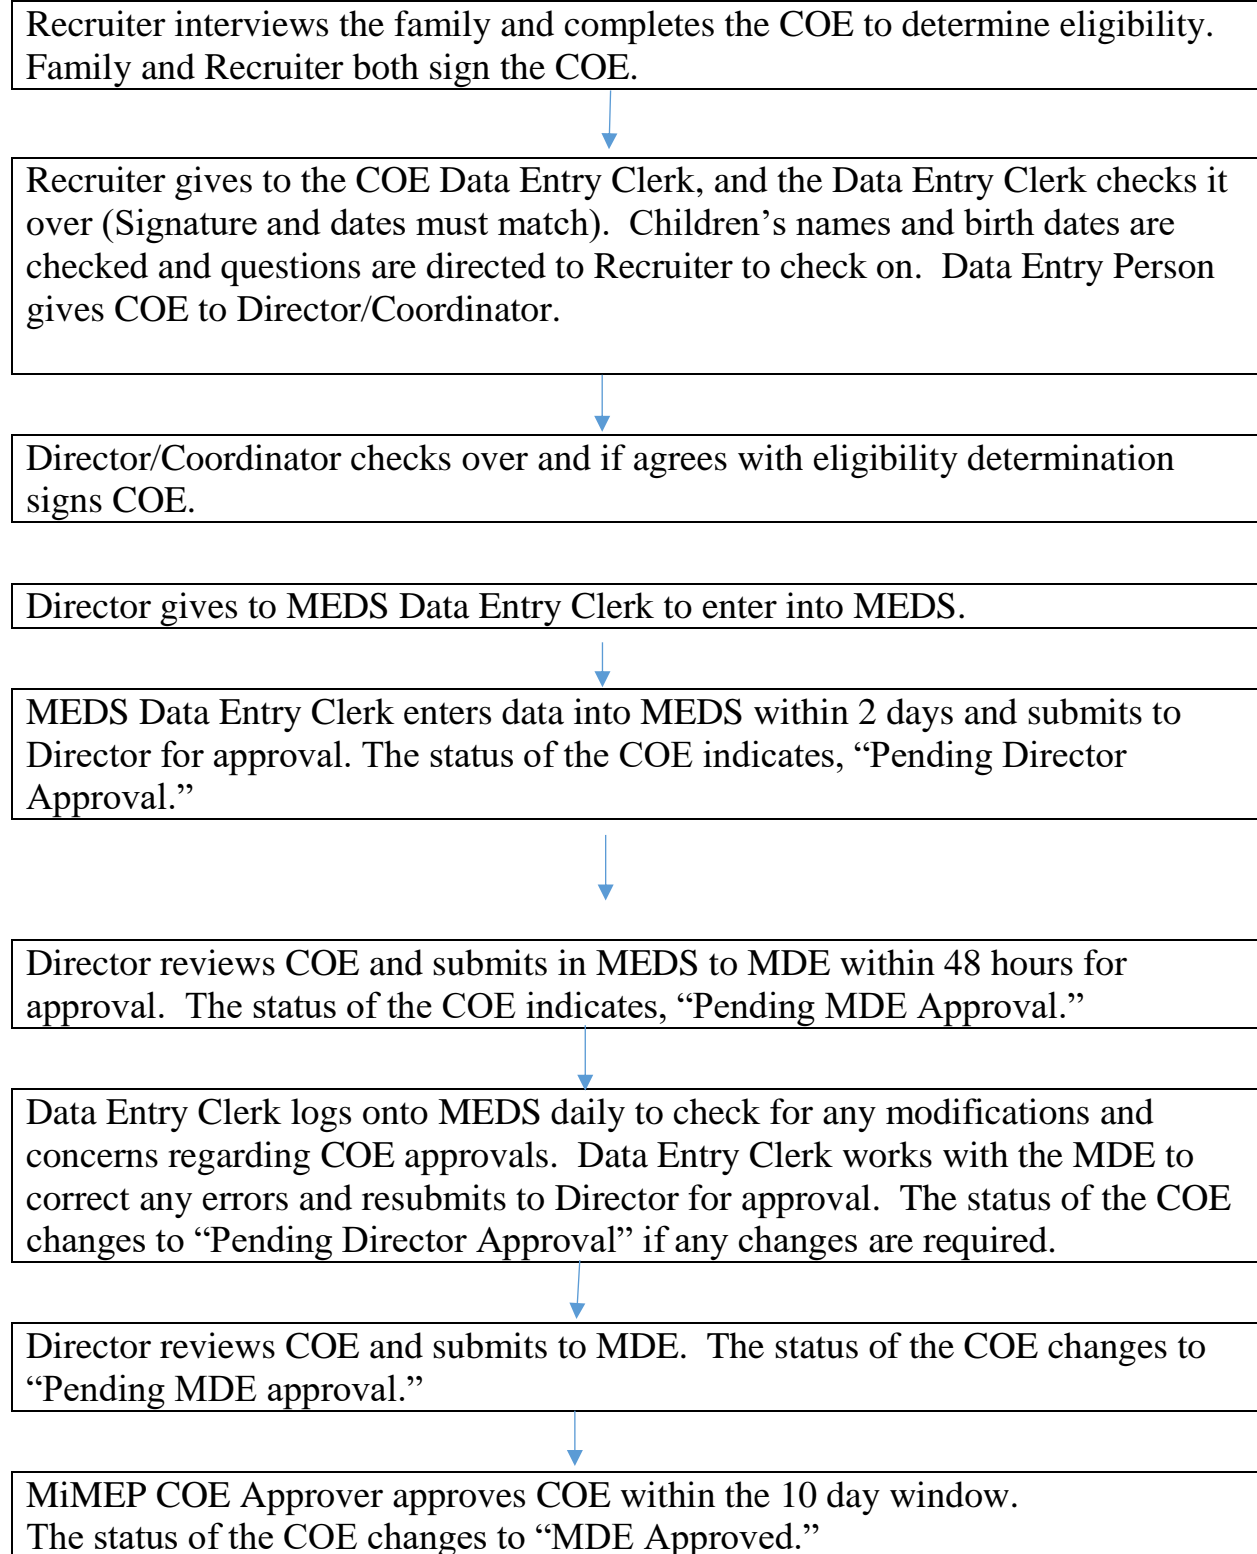 Recruiter interviews the family and completes the COE to determine eligibility.
Family and Recruiter both sign the COE.
Recruiter gives to the COE Data Entry Clerk, and the Data Entry Clerk checks it
over (Signature and dates must match).  Children’s names and birth dates are
checked and questions are directed to Recruiter to check on.  Data Entry Person
gives COE to Director/Coordinator.
Director/Coordinator checks over and if agrees with eligibility determination
signs COE.
Director gives to MEDS Data Entry Clerk to enter into MEDS.
MEDS Data Entry Clerk enters data into MEDS within 2 days and submits to
Director for approval. The status of the COE indicates, “Pending Director
Approval.”
Director reviews COE and submits in MEDS to MDE within 48 hours for
approval.  The status of the COE indicates, “Pending MDE Approval.”
Data Entry Clerk logs onto MEDS daily to check for any modifications and
concerns regarding COE approvals.  Data Entry Clerk works with the MDE to
correct any errors and resubmits to Director for approval.  The status of the COE
changes to “Pending Director Approval” if any changes are required.
Director reviews COE and submits to MDE.  The status of the COE changes to
“Pending MDE approval.”
MiMEP COE Approver approves COE within the 10 day window.
The status of the COE changes to “MDE Approved.”